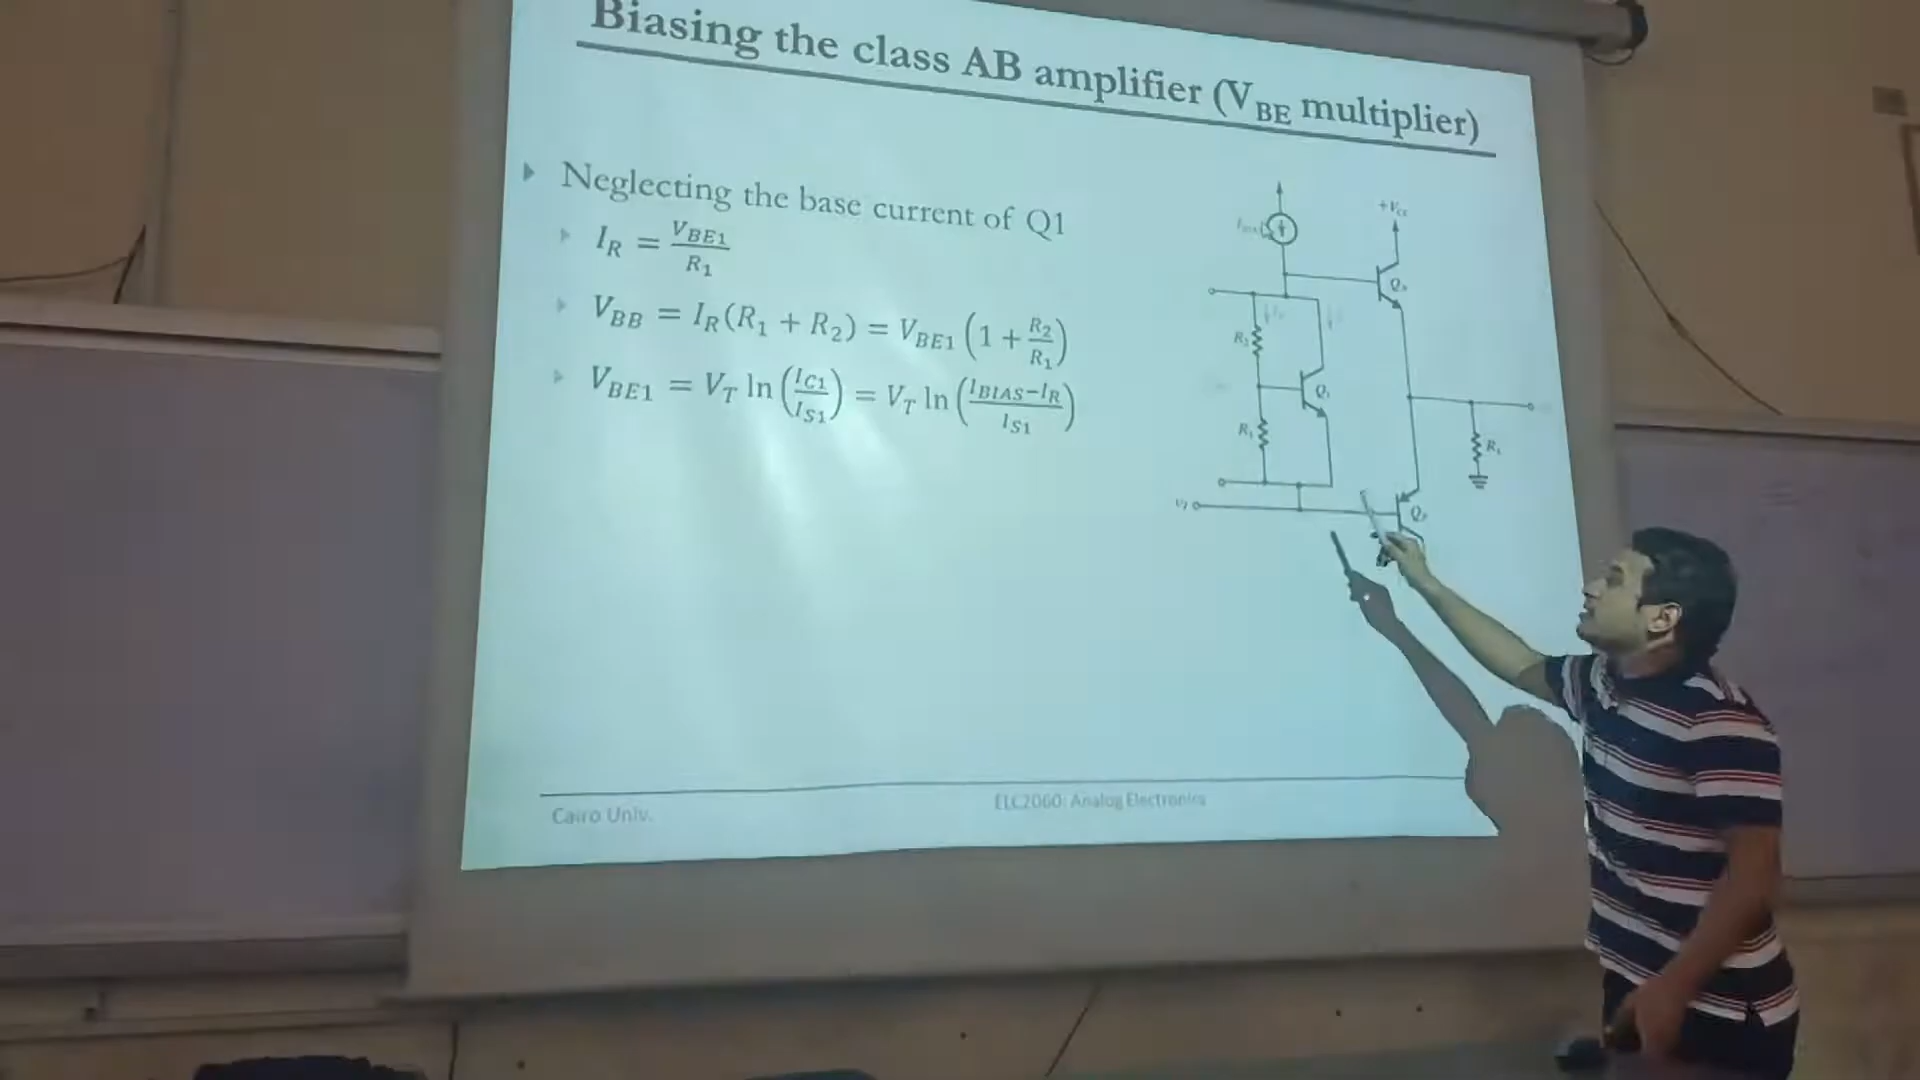 Biasing the class AB amplifier (V_BE multiplier)
Neglecting the base current of Q1
I_R = V_BE1 / R_1
V_BB = I_R(R_1 + R_2) = V_BE1 (1 + R_2/R_1)
V_BE1 = V_T ln (I_C1/I_S1) = V_T ln ((I_BIAS−I_R)/I_S1)
+V_CC
Q_N
R_2
Q_1
R_1
R_L
v_I
Q_P
Cairo Univ.
ELC2060: Analog Electronics